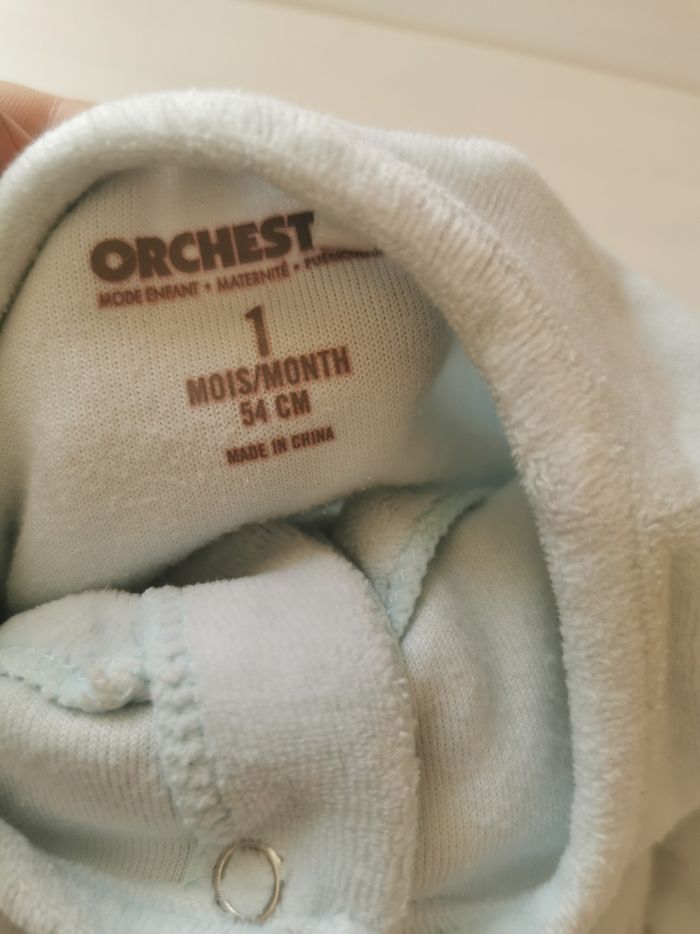 ORCHEST
MODE ENFANT • MATERNITÉ •
1
MOIS/MONTH
54 CM
MADE IN CHINA